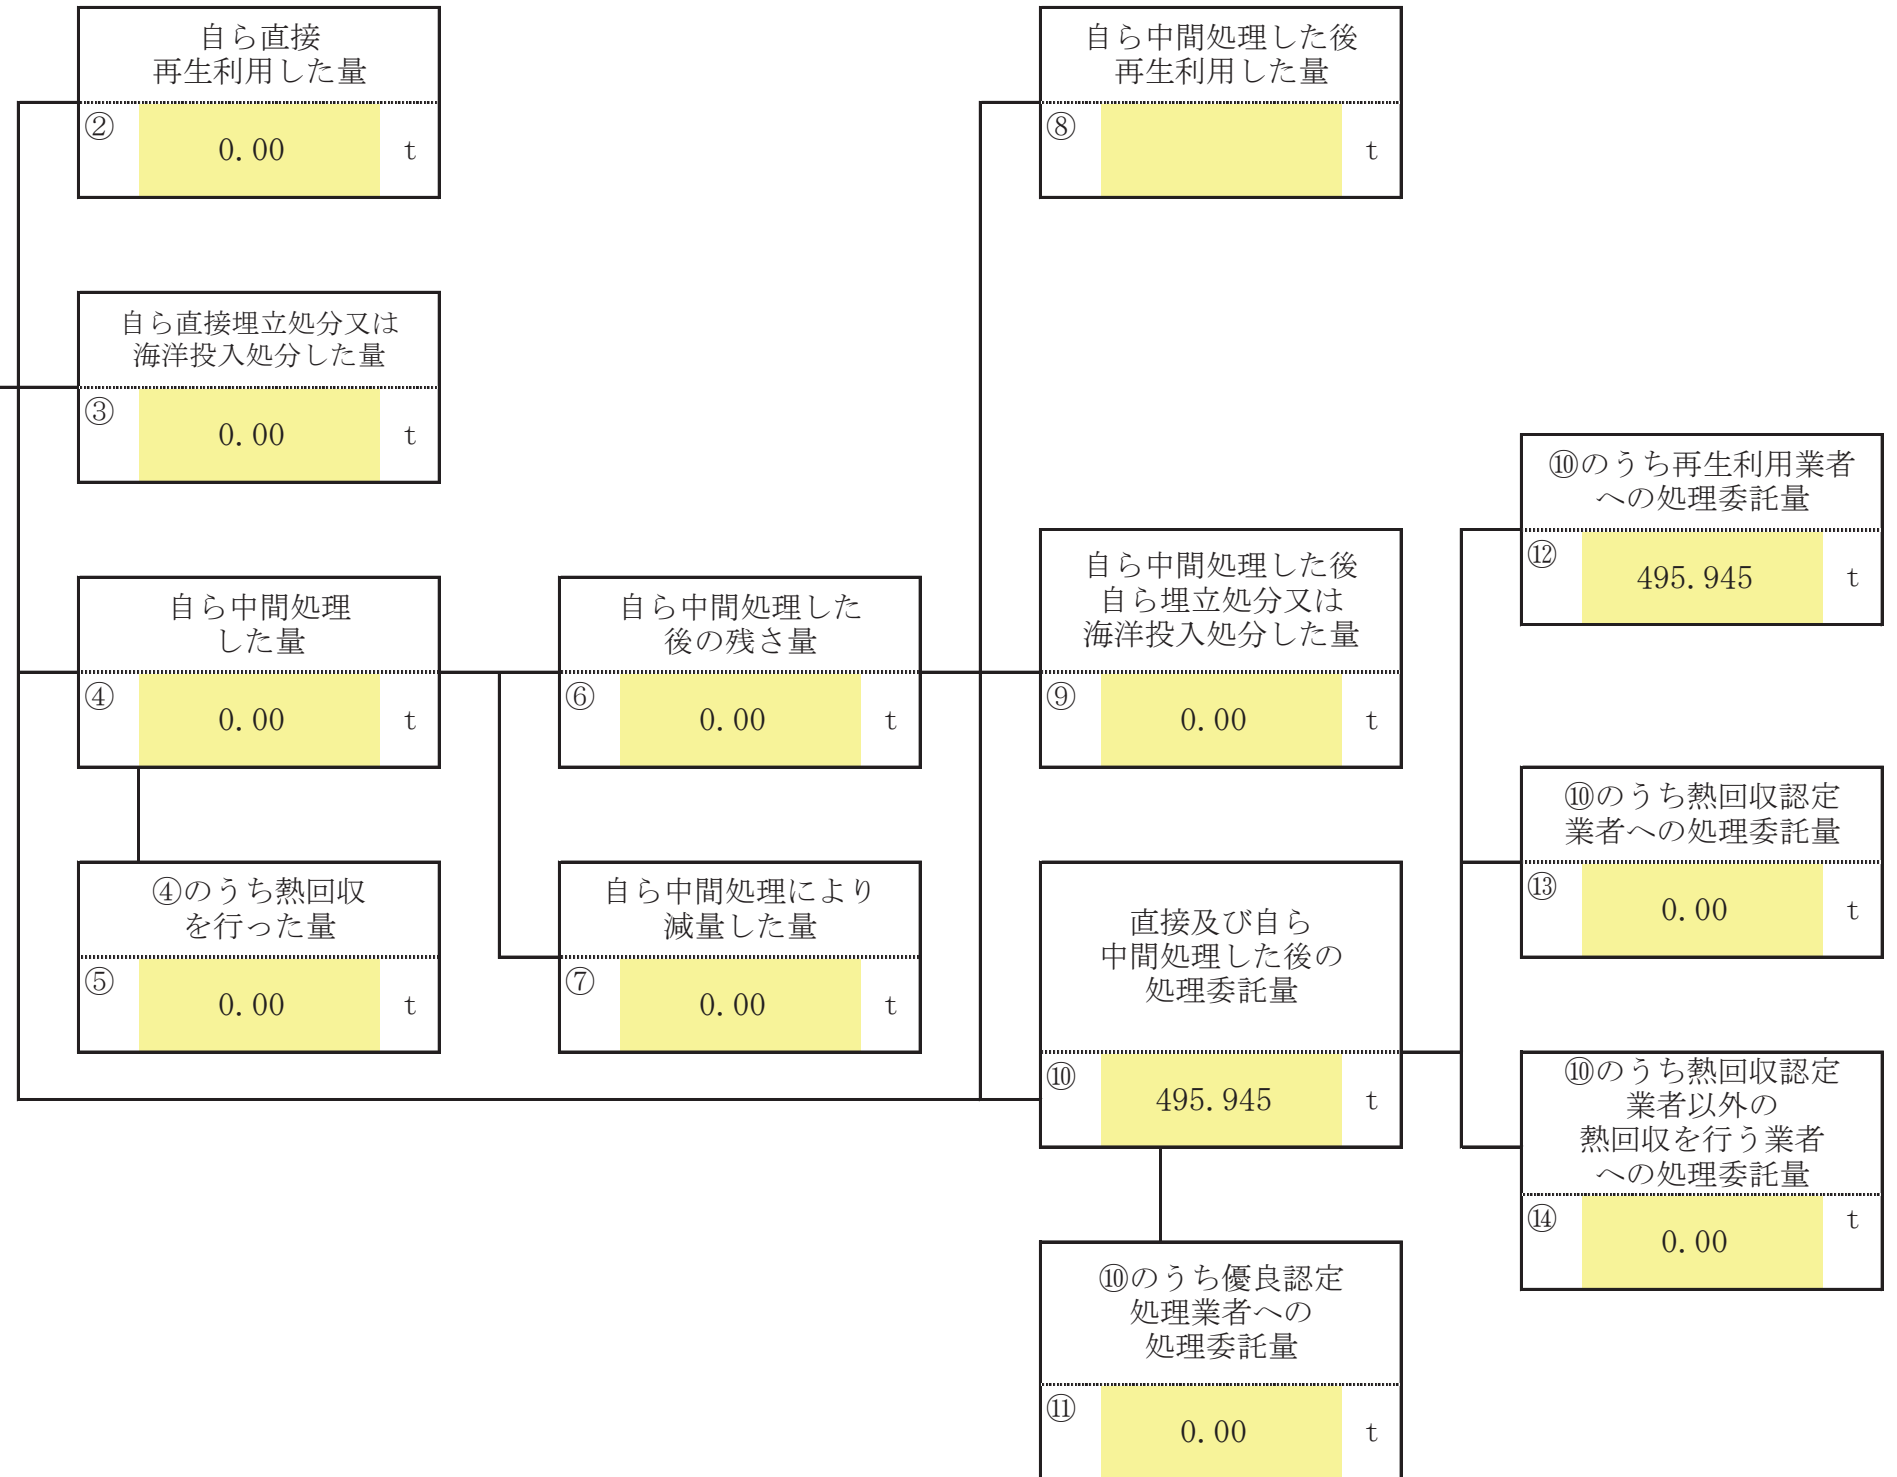 自ら直接
再生利用した量
②
0.00
t
自ら直接埋立処分又は
海洋投入処分した量
③
0.00
t
自ら中間処理
した量
④
0.00
t
④のうち熱回収
を行った量
⑤
0.00
t
自ら中間処理した
後の残さ量
⑥
0.00
t
自ら中間処理により
減量した量
⑦
0.00
t
自ら中間処理した後
再生利用した量
⑧
t
自ら中間処理した後
自ら埋立処分又は
海洋投入処分した量
⑨
0.00
t
直接及び自ら
中間処理した後の
処理委託量
⑩
495.945
t
⑩のうち優良認定
処理業者への
処理委託量
⑪
0.00
t
⑩のうち再生利用業者
への処理委託量
⑫
495.945
t
⑩のうち熱回収認定
業者への処理委託量
⑬
0.00
t
⑩のうち熱回収認定
業者以外の
熱回収を行う業者
への処理委託量
⑭
0.00
t